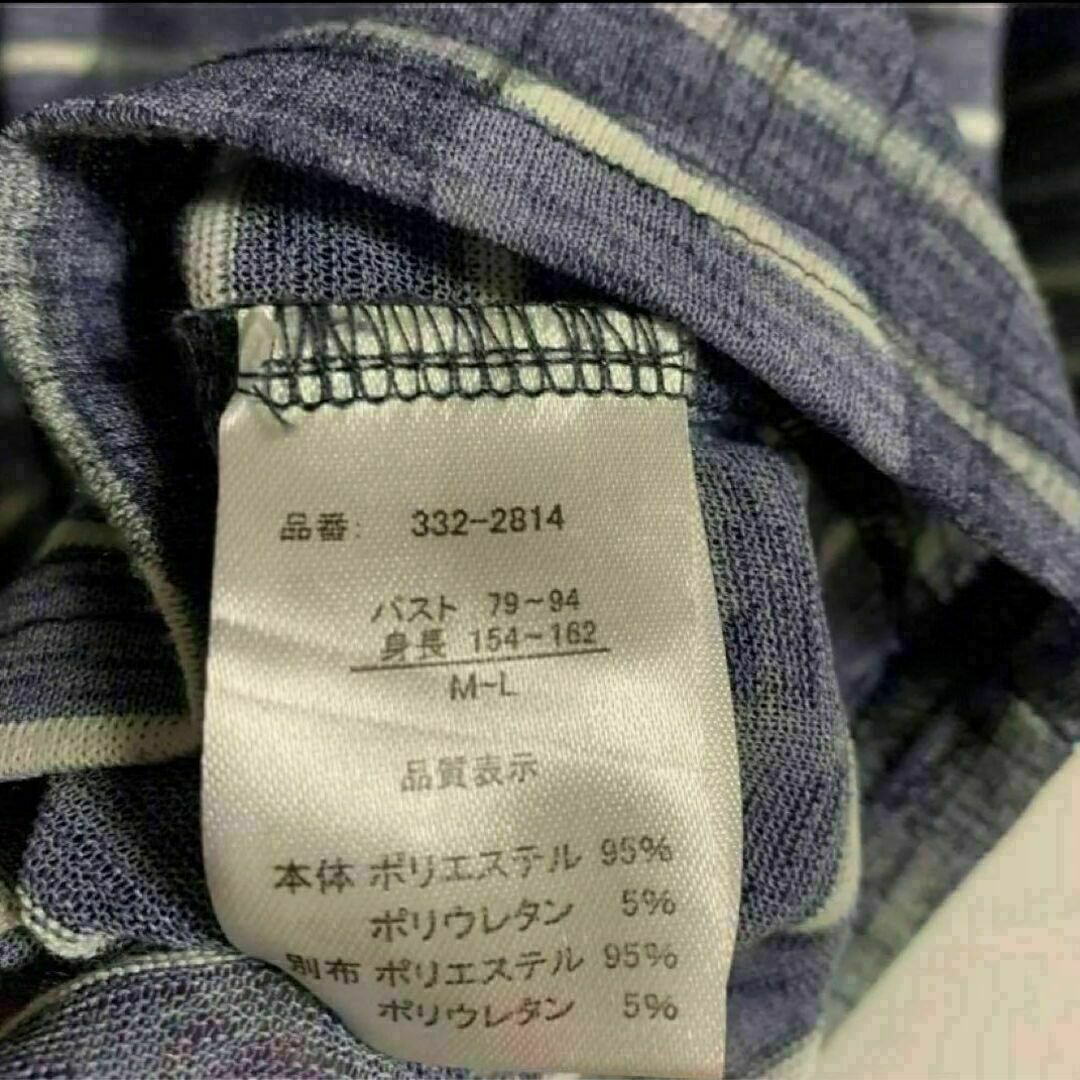 品番: 332-2814
バスト 79~94
身長 154~162
M-L
品質表示
本体 ポリエステル 95%
ポリウレタン 5%
別布 ポリエステル 95%
ポリウレタン 5%